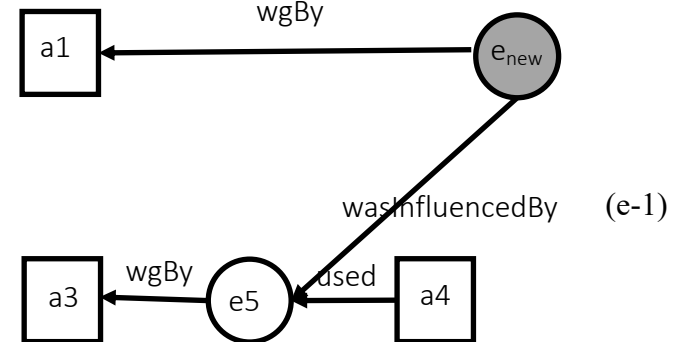 wgBy
a1
enew
wasInfluencedBy (e-1)
wgBy
used
a3
e5
a4